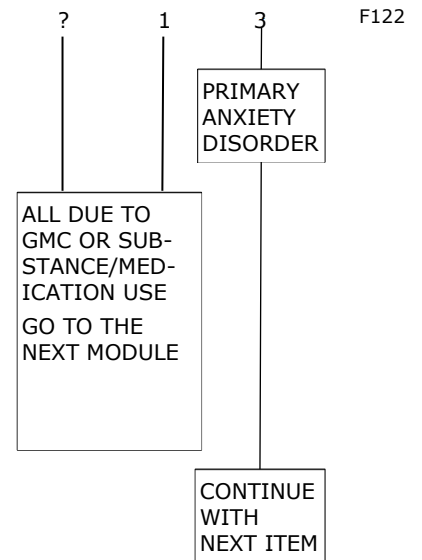 ? 1 3 F122
PRIMARY
ANXIETY
DISORDER
ALL DUE TO
GMC OR SUB-
STANCE/MED-
ICATION USE
GO TO THE
NEXT MODULE
CONTINUE
WITH
NEXT ITEM